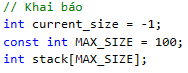 // Khai báo
int current_size = -1;
const int MAX_SIZE = 100;
int stack[MAX_SIZE];